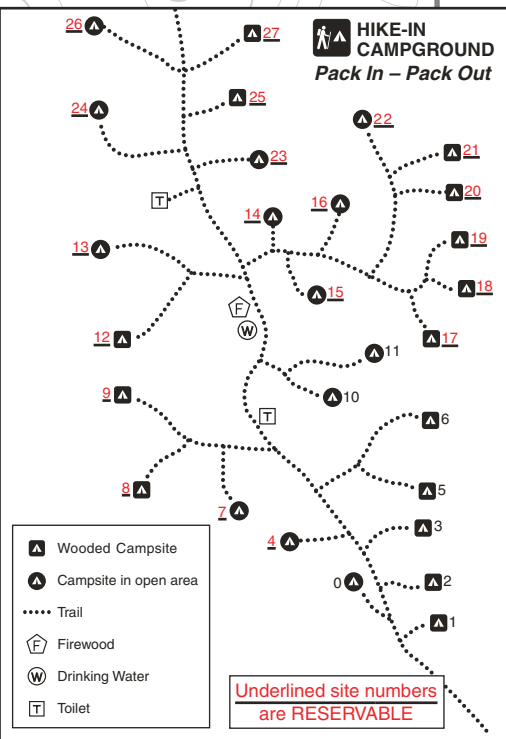 HIKE-IN
CAMPGROUND
Pack In – Pack Out
26
27
25
24
22
21
23
T
20
16
14
19
13
18
15
F
17
12
W
11
9
10
T
6
8
5
7
3
4
0
2
1
Wooded Campsite
Campsite in open area
Trail
F Firewood
W Drinking Water
T Toilet
Underlined site numbers
are RESERVABLE